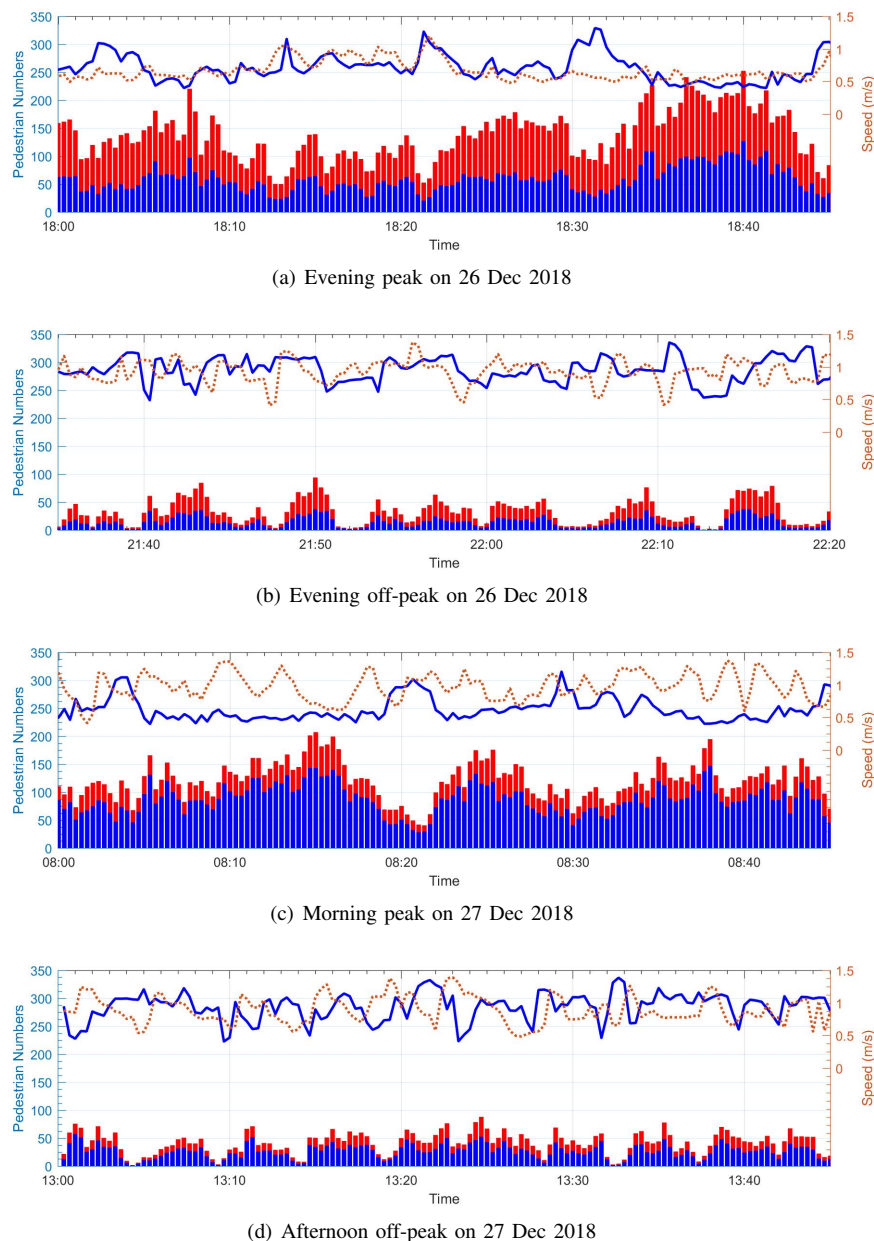 350
300
250
200
150
100
50
0
Pedestrian Numbers
1.5
1
0.5
0
Speed (m/s)
18:00 18:10 18:20 18:30 18:40
Time
(a) Evening peak on 26 Dec 2018
350
300
250
200
150
100
50
0
Pedestrian Numbers
1.5
1
0.5
0
Speed (m/s)
21:40 21:50 22:00 22:10 22:20
Time
(b) Evening off-peak on 26 Dec 2018
350
300
250
200
150
100
50
0
Pedestrian Numbers
1.5
1
0.5
0
Speed (m/s)
08:00 08:10 08:20 08:30 08:40
Time
(c) Morning peak on 27 Dec 2018
350
300
250
200
150
100
50
0
Pedestrian Numbers
1.5
1
0.5
0
Speed (m/s)
13:00 13:10 13:20 13:30 13:40
Time
(d) Afternoon off-peak on 27 Dec 2018